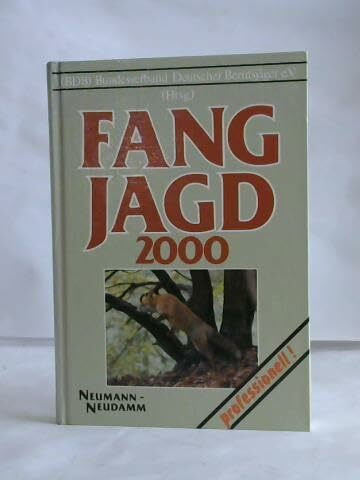 (BDB) Bundesverband Deutscher Berufsjäger e.V.
(Hrsg.)
FANG
JAGD
2000
NEUMANN-
NEUDAMM
professionell!